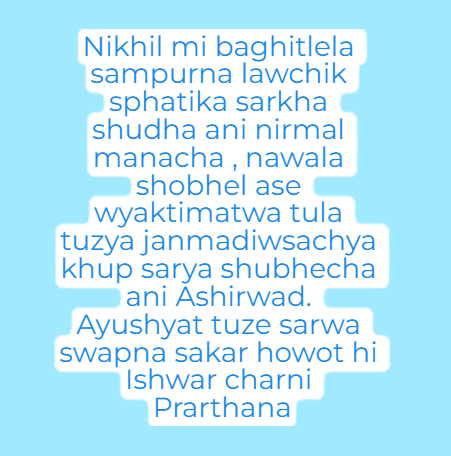 Nikhil mi baghitlela
sampurna lawchik
sphatika sarkha
shudha ani nirmal
manacha , nawala
shobhel ase
wyaktimatwa tula
tuzya janmadiwsachya
khup sarya shubhecha
ani Ashirwad.
Ayushyat tuze sarwa
swapna sakar howot hi
Ishwar charni
Prarthana